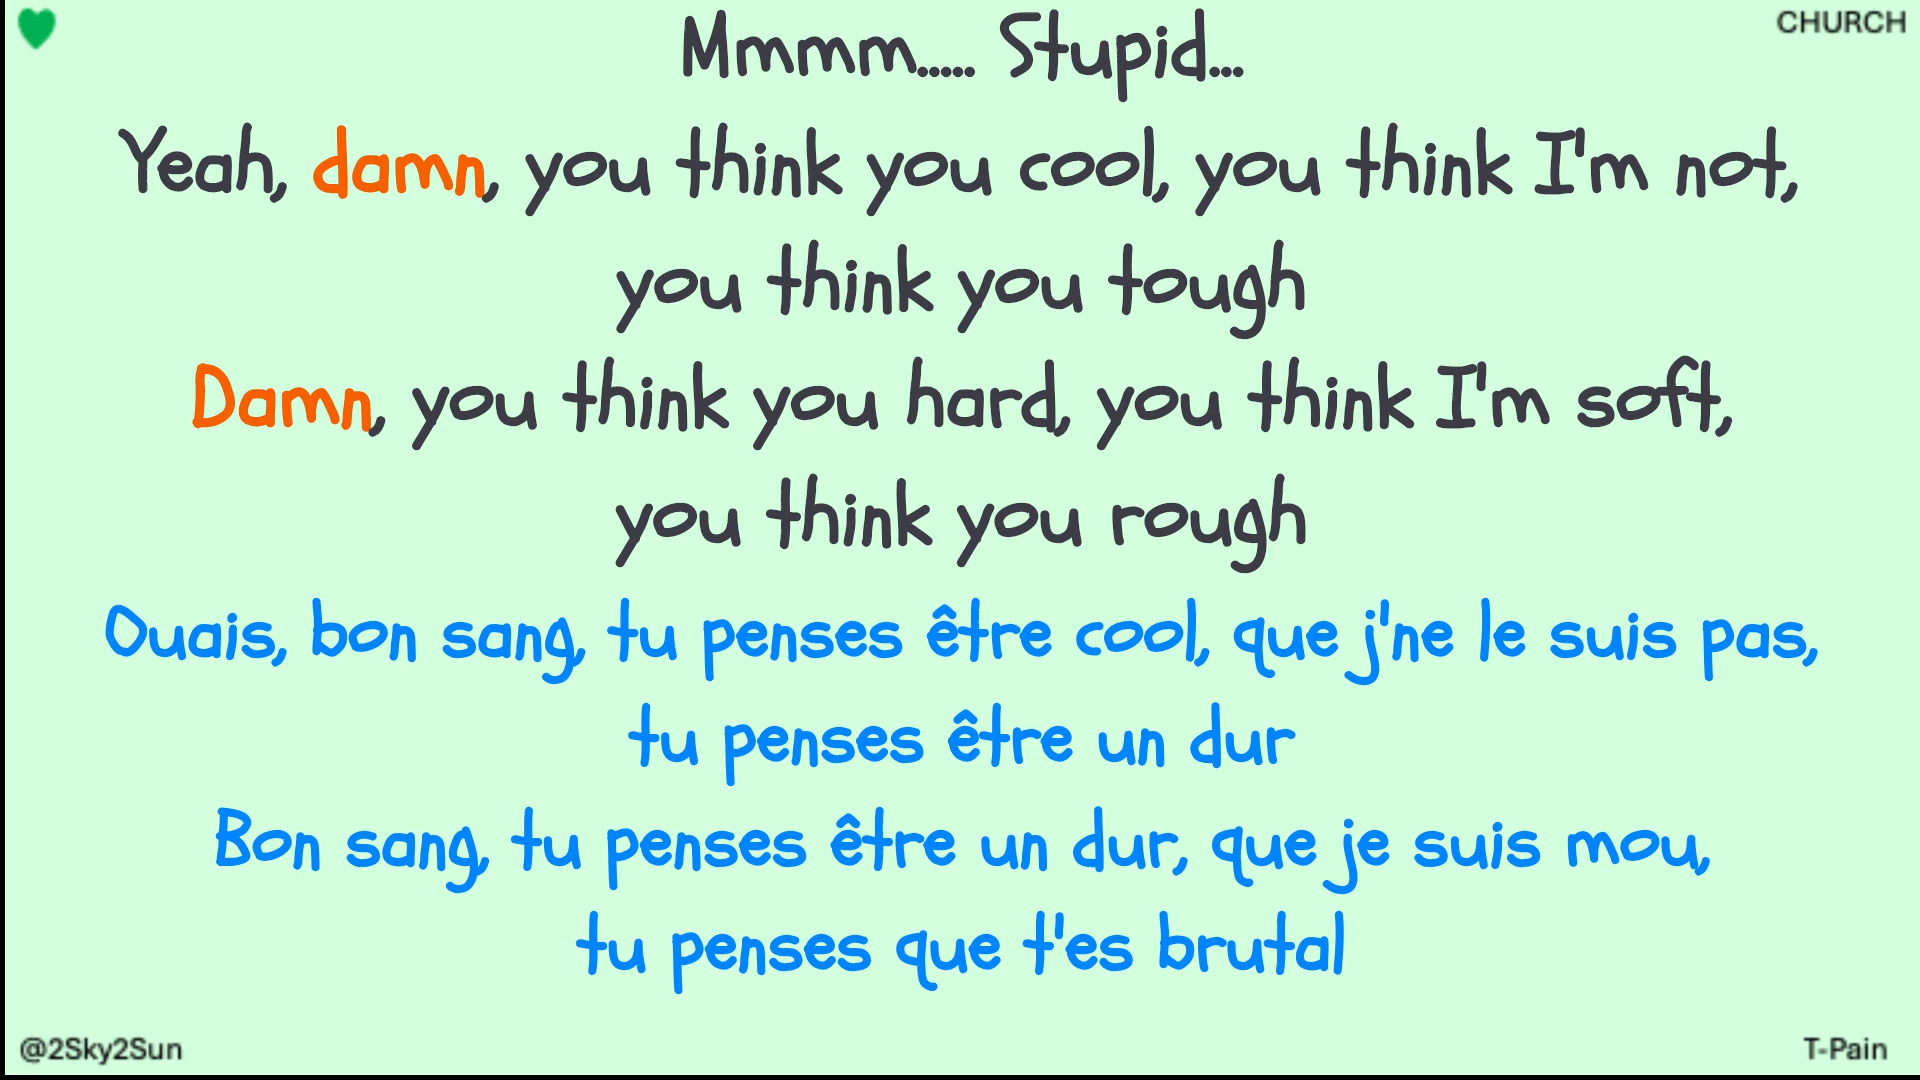 CHURCH
Mmmm..... Stupid...
Yeah, damn, you think you cool, you think I'm not,
you think you tough
Damn, you think you hard, you think I'm soft,
you think you rough
Ouais, bon sang, tu penses être cool, que j'ne le suis pas,
tu penses être un dur
Bon sang, tu penses être un dur, que je suis mou,
tu penses que t'es brutal
@2Sky2Sun
T-Pain